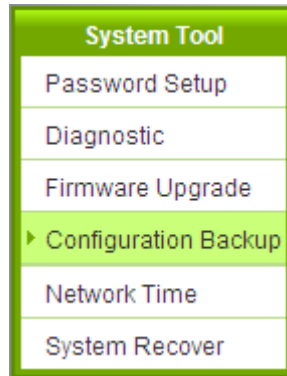 System Tool
Password Setup
Diagnostic
Firmware Upgrade
Configuration Backup
Network Time
System Recover